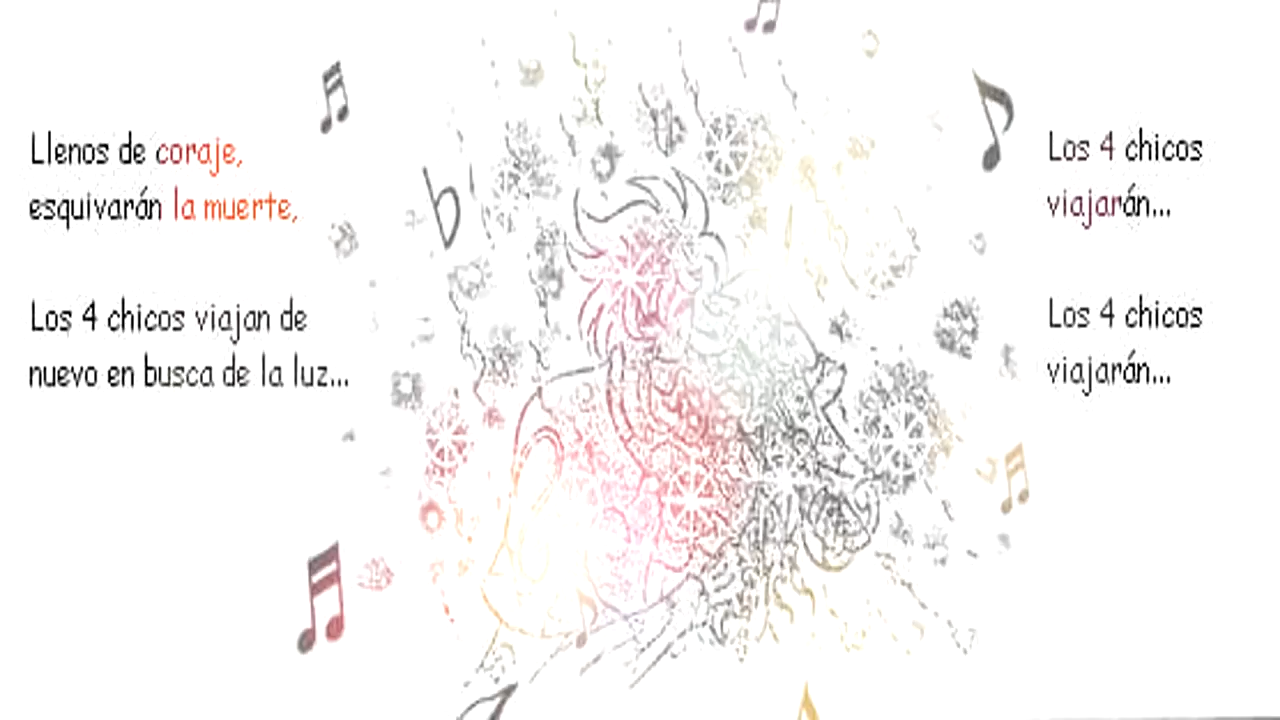 Llenos de coraje,
esquivarán la muerte,
Los 4 chicos viajan de
nuevo en busca de la luz...
Los 4 chicos
viajarán...
Los 4 chicos
viajarán...